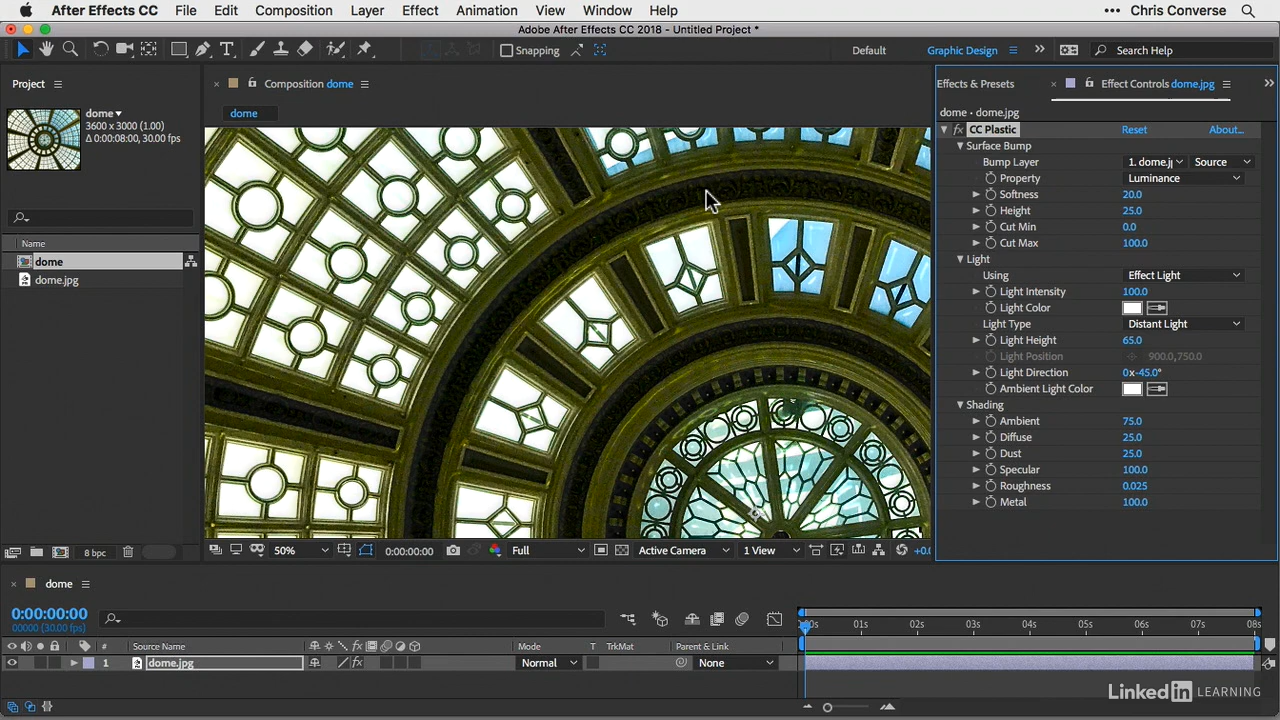 After Effects CC File Edit Composition Layer Effect Animation View Window Help ••• Chris Converse
Adobe After Effects CC 2018 - Untitled Project *
Snapping Default Graphic Design Search Help
Project
Composition dome
Effects & Presets Effect Controls dome.jpg
dome
3600 x 3000 (1.00)
Δ 0:00:08:00, 30.00 fps
dome
dome • dome.jpg
fx CC Plastic Reset About...
Surface Bump
Bump Layer 1. dome.j Source
Property Luminance
Softness 20.0
Height 25.0
Cut Min 0.0
Cut Max 100.0
Light
Using Effect Light
Light Intensity 100.0
Light Color
Light Type Distant Light
Light Height 65.0
Light Position 900.0,750.0
Light Direction 0x-45.0°
Ambient Light Color
Shading
Ambient 75.0
Diffuse 25.0
Dust 25.0
Specular 100.0
Roughness 0.025
Metal 100.0
Name
dome
dome.jpg
8 bpc
50% 0:00:00:00 Full Active Camera 1 View +0.0
dome
0:00:00:00
00000 (30.00 fps)
:00s 01s 02s 03s 04s 05s 06s 07s 08s
# Source Name fx Mode T TrkMat Parent & Link
1 dome.jpg fx Normal None
Linked in LEARNING